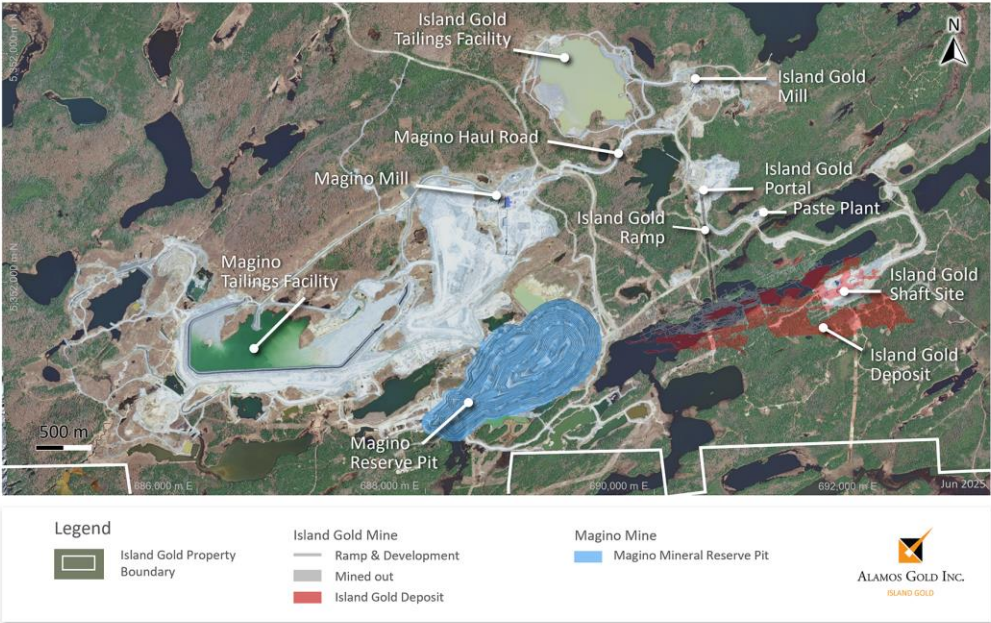 Island Gold
Tailings Facility
N
Island Gold
Mill
Magino Haul Road
Magino Mill
Island Gold
Portal
Paste Plant
Island Gold
Ramp
Magino
Tailings Facility
Island Gold
Shaft Site
Island Gold
Deposit
Magino
Reserve Pit
500 m
5,352,000 m N
686,000 m E
688,000 m E
690,000 m E
692,000 m E
Jun 2025
Legend
Island Gold Property
Boundary
Island Gold Mine
Ramp & Development
Mined out
Island Gold Deposit
Magino Mine
Magino Mineral Reserve Pit
ALAMOS GOLD INC.
ISLAND GOLD